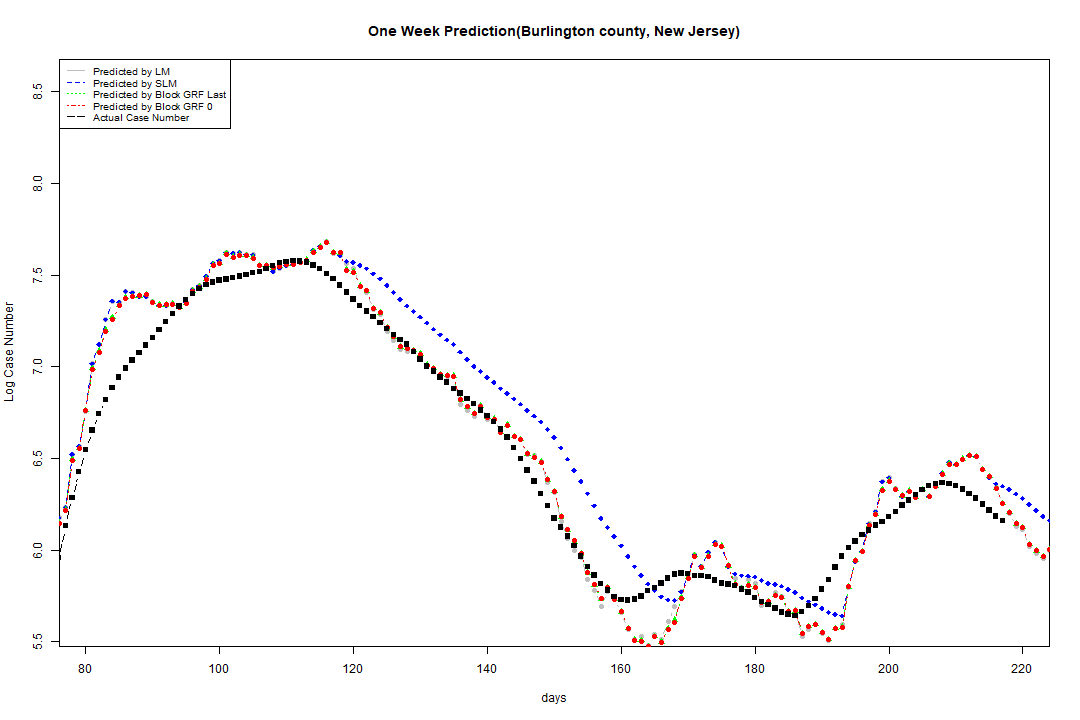 One Week Prediction(Burlington county, New Jersey)
Predicted by LM
Predicted by SLM
Predicted by Block GRF Last
Predicted by Block GRF 0
Actual Case Number
8.5
8.0
7.5
7.0
6.5
6.0
5.5
Log Case Number
80 100 120 140 160 180 200 220
days